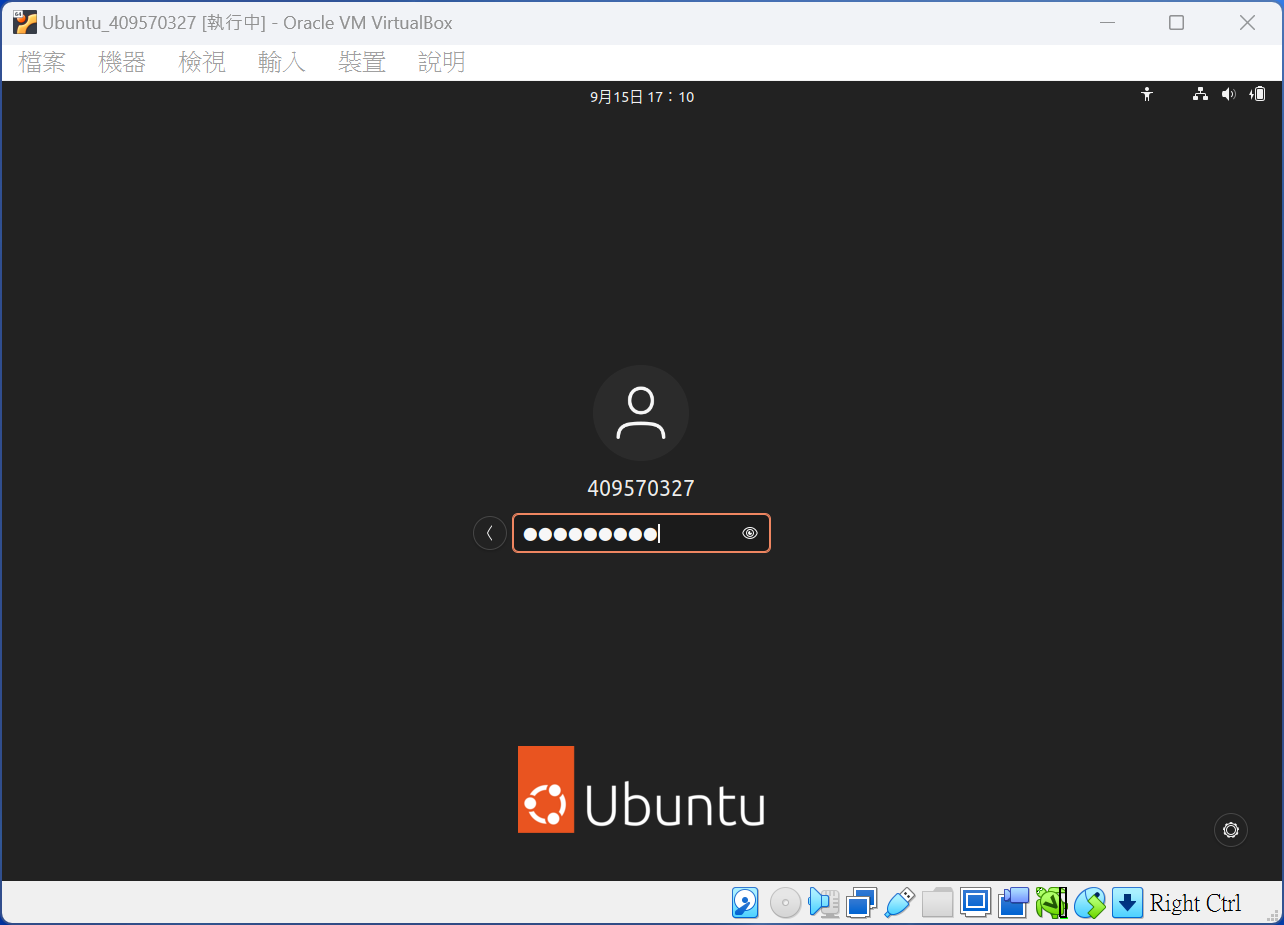 Ubuntu_409570327 [執行中] - Oracle VM VirtualBox
檔案 機器 檢視 輸入 裝置 說明
9月15日 17：10
409570327
●●●●●●●●●
Ubuntu
Right Ctrl